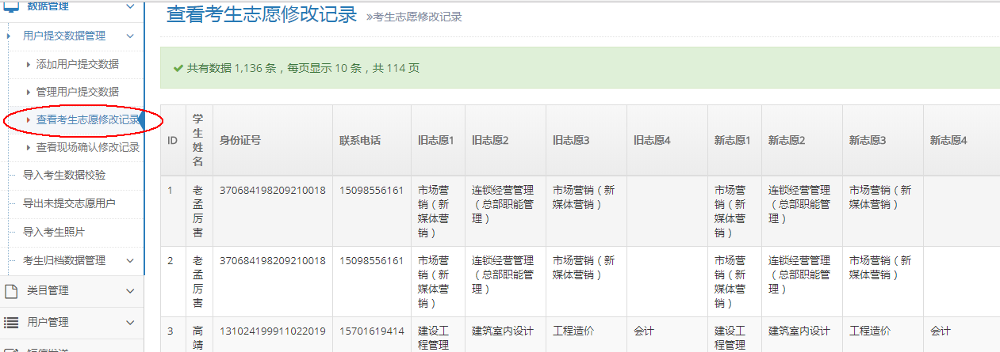 数据管理
用户提交数据管理
添加用户提交数据
管理用户提交数据
查看考生志愿修改记录
查看现场确认修改记录
导入考生数据校验
导出未提交志愿用户
导入考生照片
考生归档数据管理
类目管理
用户管理
查看考生志愿修改记录 »考生志愿修改记录
共有数据 1,136 条，每页显示 10 条，共 114 页
ID 学生姓名 身份证号 联系电话 旧志愿1 旧志愿2 旧志愿3 旧志愿4 新志愿1 新志愿2 新志愿3 新志愿4
1 老孟厉害 370684198209210018 15098556161 市场营销（新媒体营销） 连锁经营管理（总部职能管理） 市场营销（新媒体营销） 市场营销（新媒体营销） 连锁经营管理（总部职能管理） 市场营销（新媒体营销）
2 老孟厉害 370684198209210018 15098556161 市场营销（新媒体营销） 连锁经营管理（总部职能管理） 市场营销（新媒体营销） 市场营销（新媒体营销） 连锁经营管理（总部职能管理） 市场营销（新媒体营销）
3 高靖 131024199911022019 15701619414 建设工程管理 建筑室内设计 工程造价 会计 建设工程管理 建筑室内设计 工程造价 会计